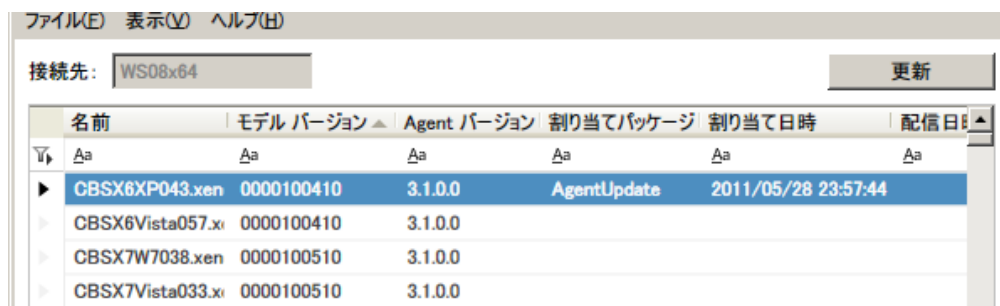 ファイル(F) 表示(V) ヘルプ(H)
接続先: WS08x64 更新
名前 モデル バージョン Agent バージョン 割り当てパッケージ 割り当て日時 配信日
Aa Aa Aa Aa Aa Aa
CBSX6XP043.xen 0000100410 3.1.0.0 AgentUpdate 2011/05/28 23:57:44
CBSX6Vista057.x 0000100410 3.1.0.0
CBSX7W7038.xen 0000100510 3.1.0.0
CBSX7Vista033.x 0000100510 3.1.0.0